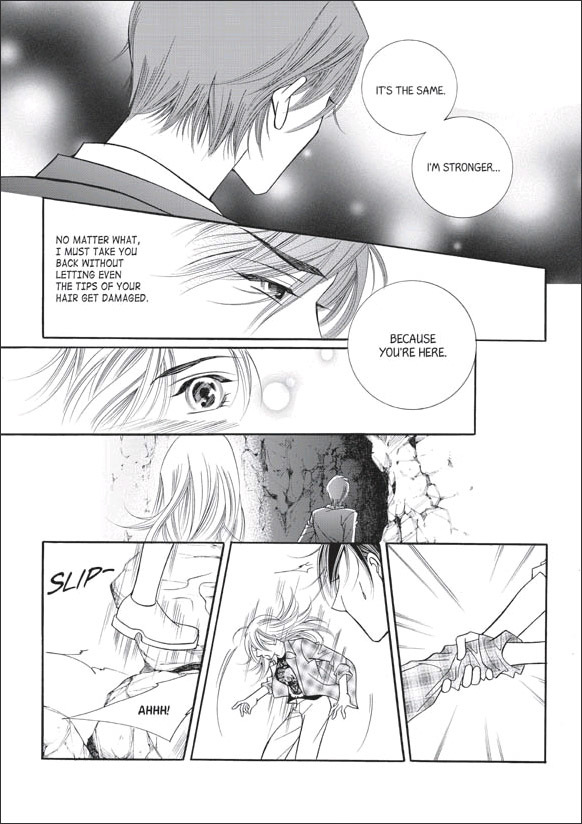 IT'S THE SAME.
I'M STRONGER...
NO MATTER WHAT,
I MUST TAKE YOU
BACK WITHOUT
LETTING EVEN
THE TIPS OF YOUR
HAIR GET DAMAGED.
BECAUSE
YOU'RE HERE.
SLIP-
AHHH!